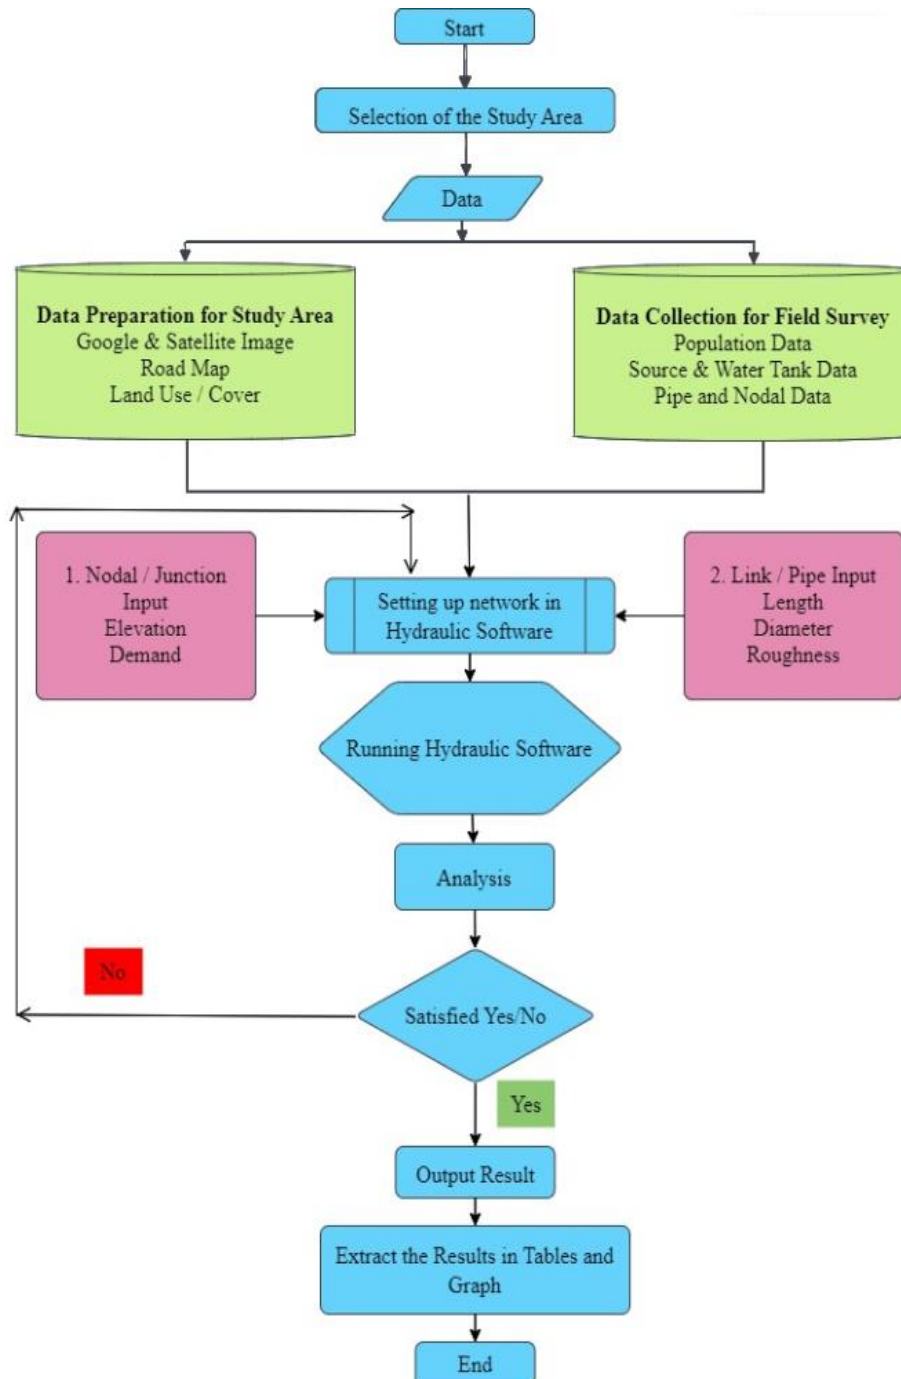 Start
Selection of the Study Area
Data
Data Preparation for Study Area
Google & Satellite Image
Road Map
Land Use / Cover
Data Collection for Field Survey
Population Data
Source & Water Tank Data
Pipe and Nodal Data
1. Nodal / Junction
Input
Elevation
Demand
Setting up network in
Hydraulic Software
2. Link / Pipe Input
Length
Diameter
Roughness
Running Hydraulic Software
Analysis
No
Satisfied Yes/No
Yes
Output Result
Extract the Results in Tables and
Graph
End